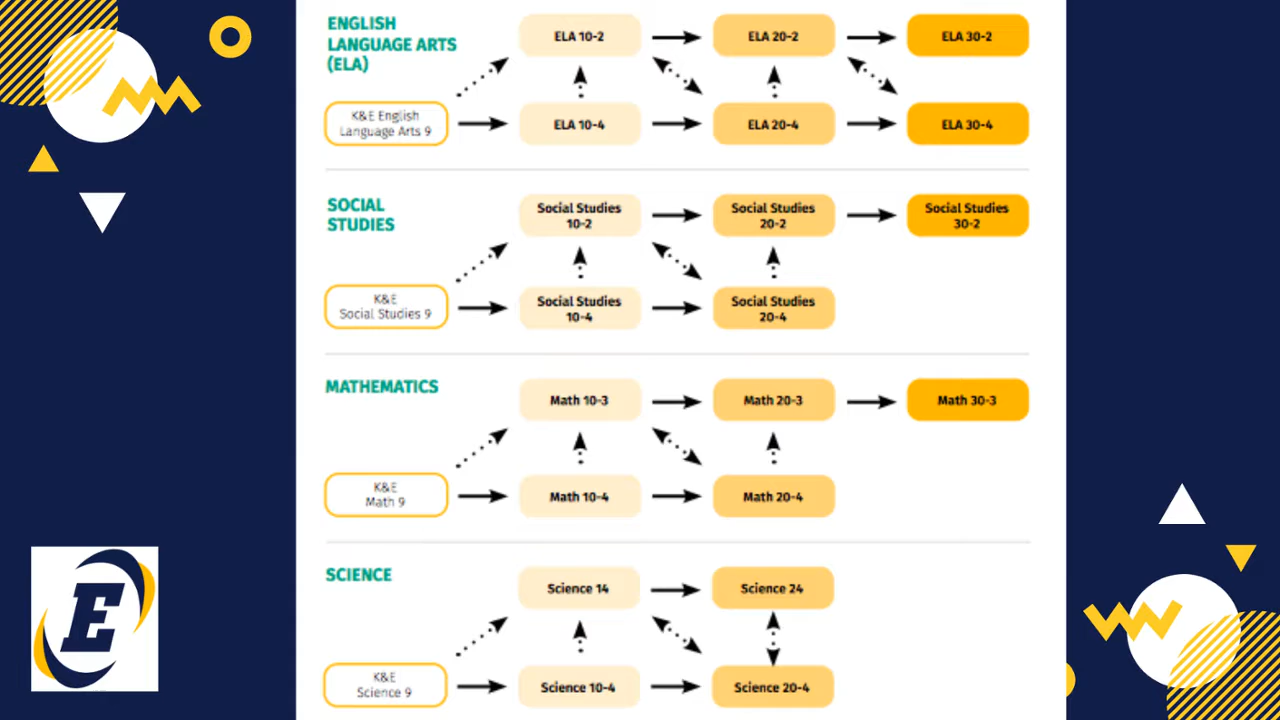 ENGLISH
LANGUAGE ARTS
(ELA)
ELA 10-2
ELA 20-2
ELA 30-2
K&E English
Language Arts 9
ELA 10-4
ELA 20-4
ELA 30-4
SOCIAL
STUDIES
Social Studies
10-2
Social Studies
20-2
Social Studies
30-2
K&E
Social Studies 9
Social Studies
10-4
Social Studies
20-4
MATHEMATICS
Math 10-3
Math 20-3
Math 30-3
K&E
Math 9
Math 10-4
Math 20-4
SCIENCE
Science 14
Science 24
K&E
Science 9
Science 10-4
Science 20-4
E